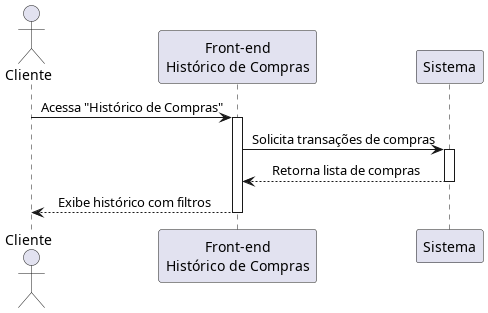 Cliente
Front-end
Histórico de Compras
Sistema
Acessa "Histórico de Compras"
Solicita transações de compras
Retorna lista de compras
Exibe histórico com filtros
Cliente
Front-end
Histórico de Compras
Sistema